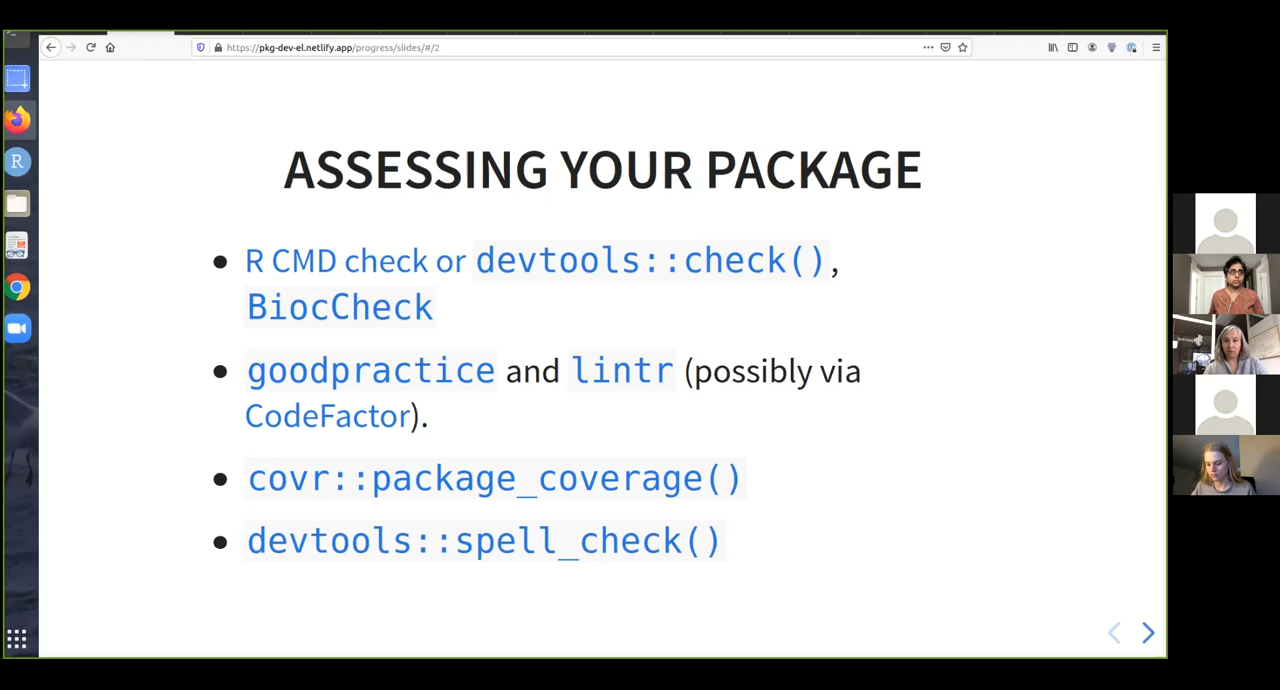 https://pkg-dev-el.netlify.app/progress/slides/#/2
ASSESSING YOUR PACKAGE
R CMD check or devtools::check(),
BiocCheck
goodpractice and lintr (possibly via
CodeFactor).
covr::package_coverage()
devtools::spell_check()
R